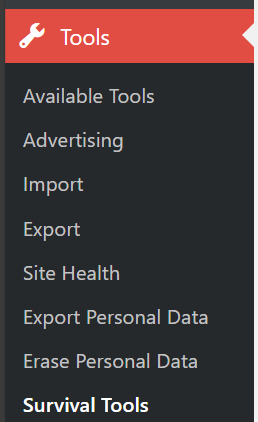 Tools
Available Tools
Advertising
Import
Export
Site Health
Export Personal Data
Erase Personal Data
Survival Tools